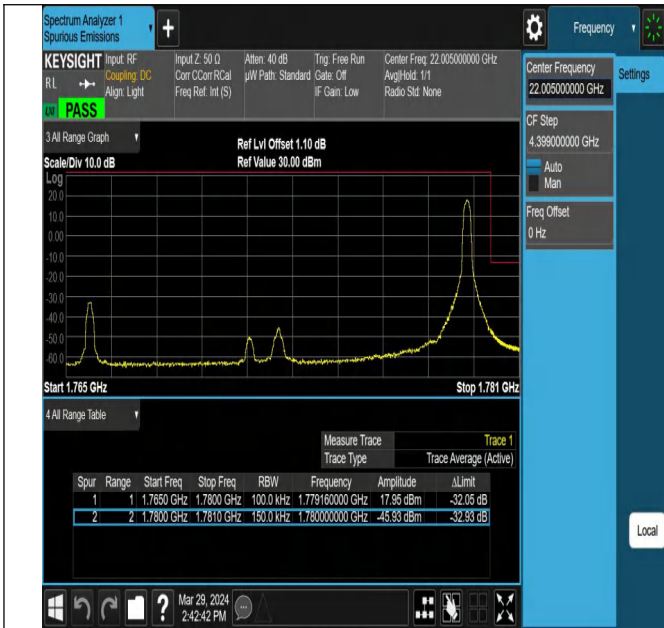 Spectrum Analyzer 1
Spurious Emissions
Frequency
KEYSIGHT
RL
PASS
Input: RF
Coupling: DC
Align: Light
Input Z: 50 Ω
Corr CCorr RCal
Freq Ref: Int (S)
Atten: 40 dB
µW Path: Standard
Trig: Free Run
Gate: Off
IF Gain: Low
Center Freq: 22.005000000 GHz
Avg|Hold: 1/1
Radio Std: None
Center Frequency
22.005000000 GHz
Settings
CF Step
4.399000000 GHz
Auto
Man
Freq Offset
0 Hz
3 All Range Graph
Scale/Div 10.0 dB
Ref Lvl Offset 1.10 dB
Ref Value 30.00 dBm
Log
20.0
10.0
0.00
-10.0
-20.0
-30.0
-40.0
-50.0
-60.0
Start 1.765 GHz
Stop 1.781 GHz
4 All Range Table
Measure Trace Trace 1
Trace Type Trace Average (Active)
Spur Range Start Freq Stop Freq RBW Frequency Amplitude ΔLimit
1 1 1.7650 GHz 1.7800 GHz 100.0 kHz 1.779160000 GHz 17.95 dBm -32.05 dB
2 2 1.7800 GHz 1.7810 GHz 150.0 kHz 1.780000000 GHz -45.93 dBm -32.93 dB
Local
Mar 29, 2024
2:42:42 PM